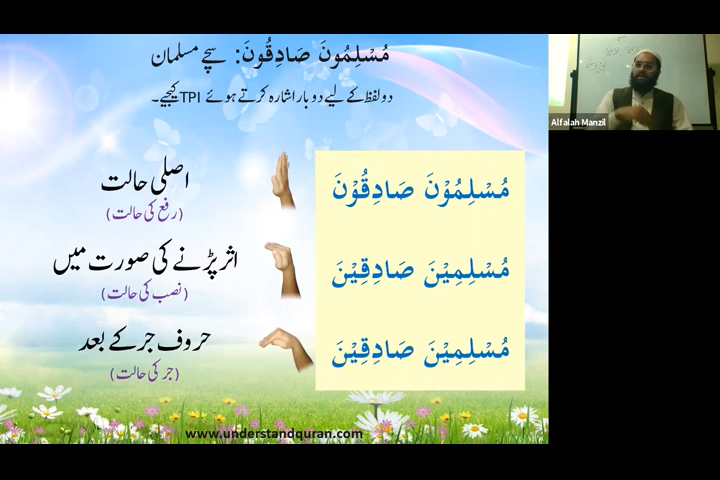 مُسْلِمُونَ صَادِقُونَ: سچے مسلمان
دو لفظ کے لیے دو بار اشارہ کرتے ہوئے TPI کیجیے۔
اصلی حالت
(رفع کی حالت)
مُسْلِمُوْنَ صَادِقُوْنَ
اثر پڑنے کی صورت میں
(نصب کی حالت)
مُسْلِمِيْنَ صَادِقِيْنَ
حروف جر کے بعد
(جر کی حالت)
مُسْلِمِيْنَ صَادِقِيْنَ
www.understandquran.com
Alfalah Manzil